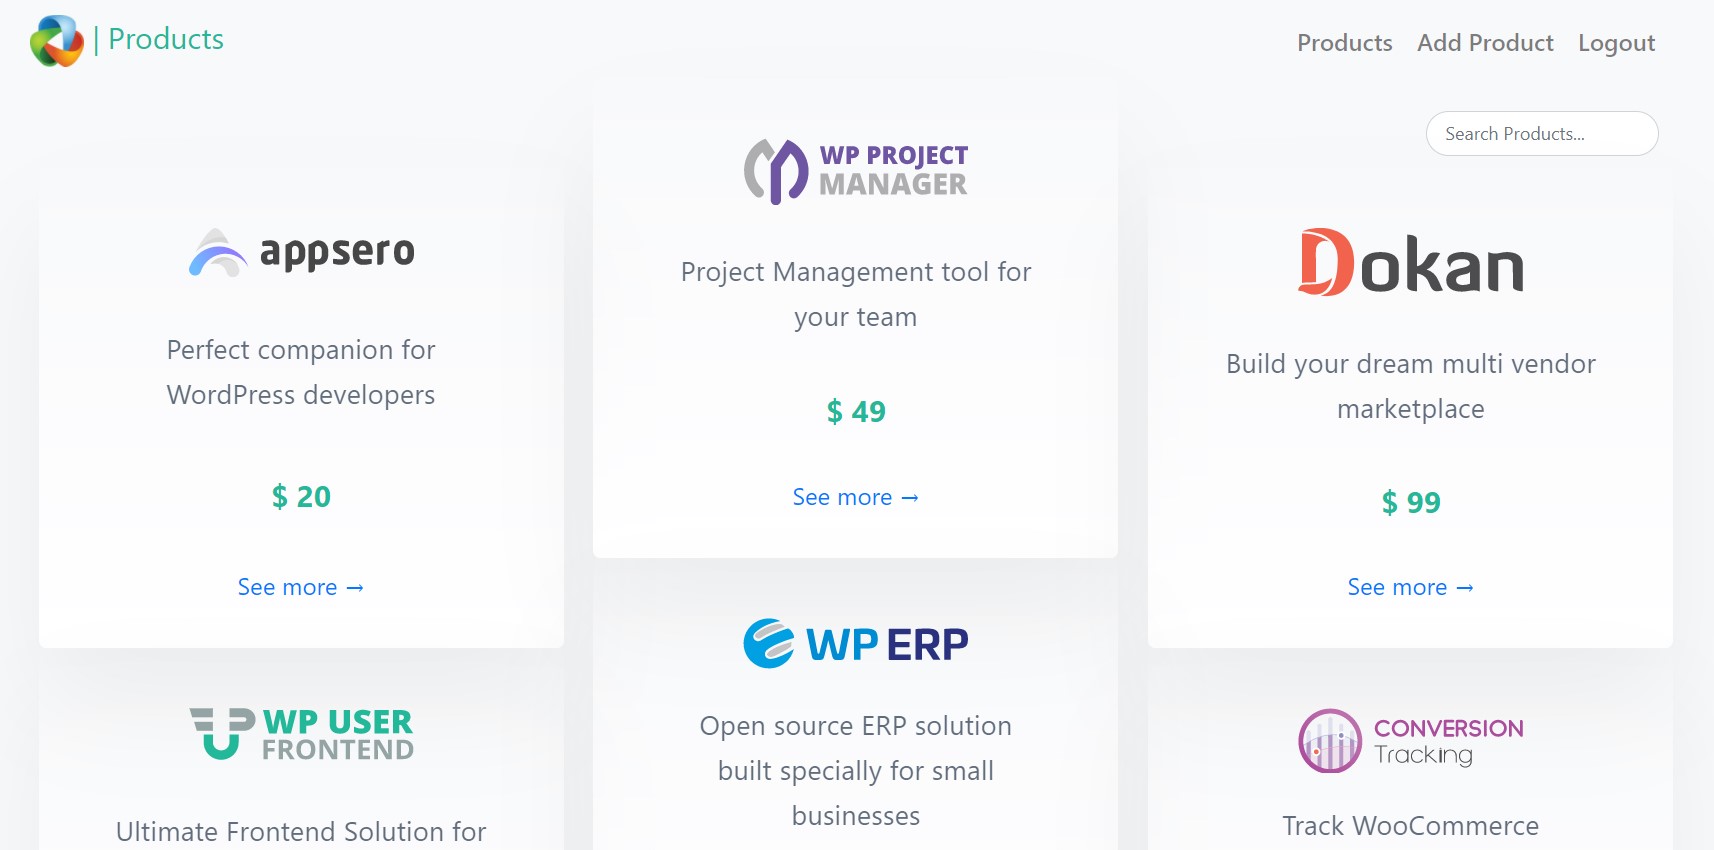 | Products
Products Add Product Logout
Search Products...
appsero
Perfect companion for
WordPress developers
$ 20
See more →
WP PROJECT
MANAGER
Project Management tool for
your team
$ 49
See more →
Dokan
Build your dream multi vendor
marketplace
$ 99
See more →
WP USER
FRONTEND
Ultimate Frontend Solution for
WP ERP
Open source ERP solution
built specially for small
businesses
CONVERSION
Tracking
Track WooCommerce